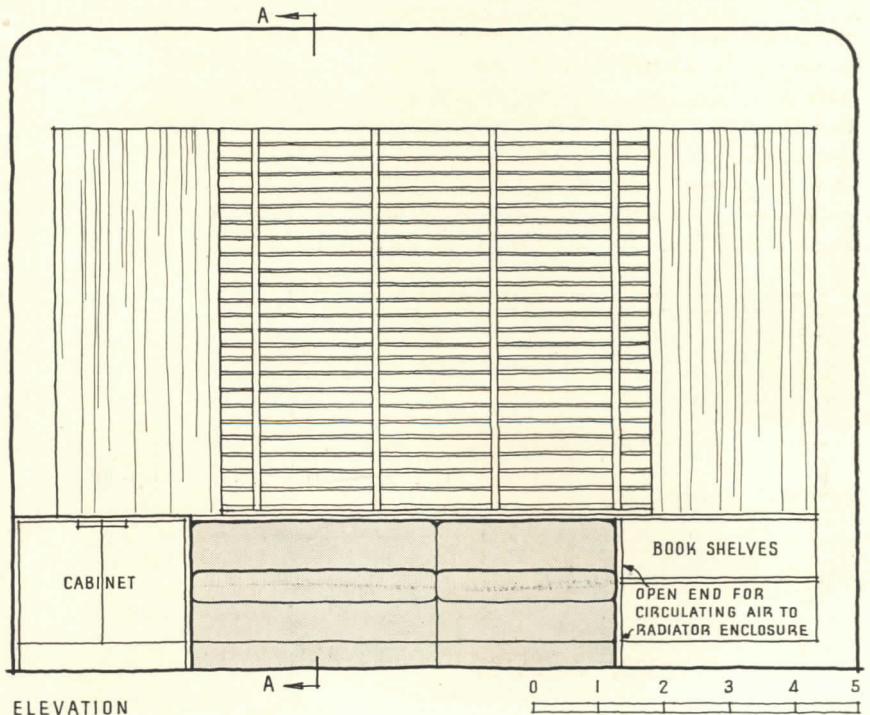 A
CABINET
BOOK SHELVES
OPEN END FOR
CIRCULATING AIR TO
RADIATOR ENCLOSURE
A
ELEVATION
0 1 2 3 4 5